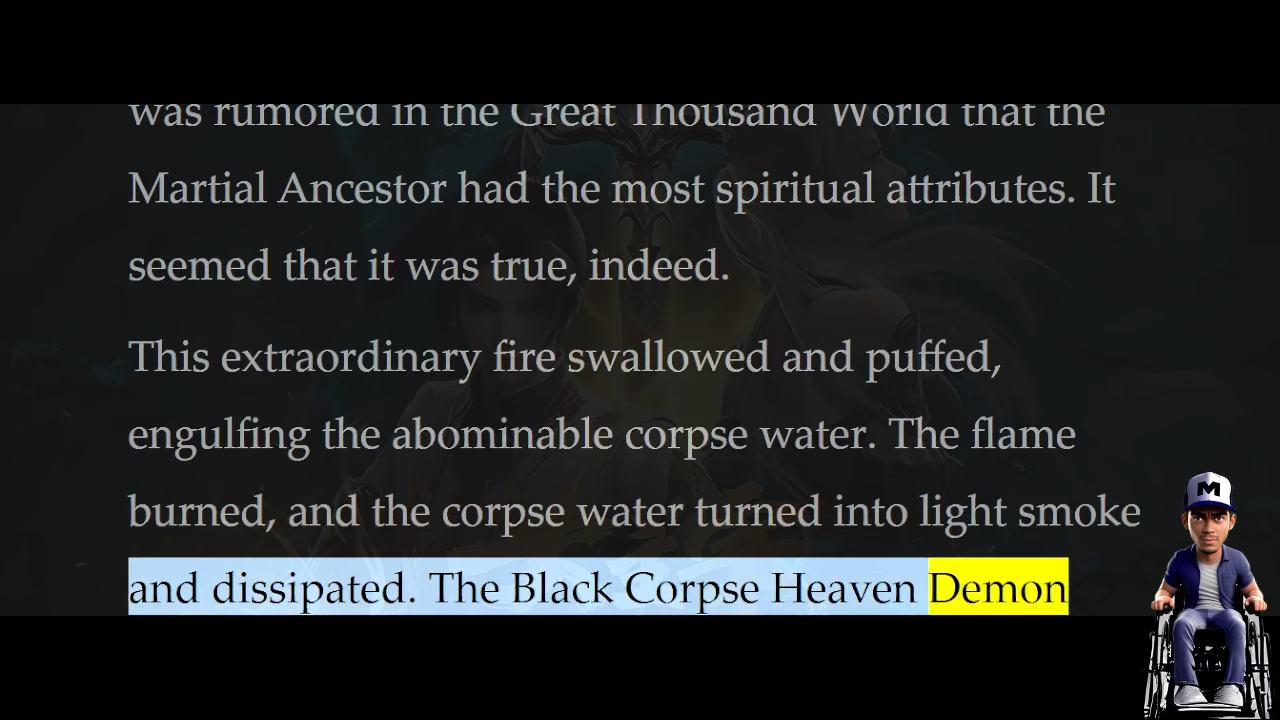 was rumored in the Great Thousand World that the
Martial Ancestor had the most spiritual attributes. It
seemed that it was true, indeed.
This extraordinary fire swallowed and puffed,
engulfing the abominable corpse water. The flame
burned, and the corpse water turned into light smoke
and dissipated. The Black Corpse Heaven Demon
M